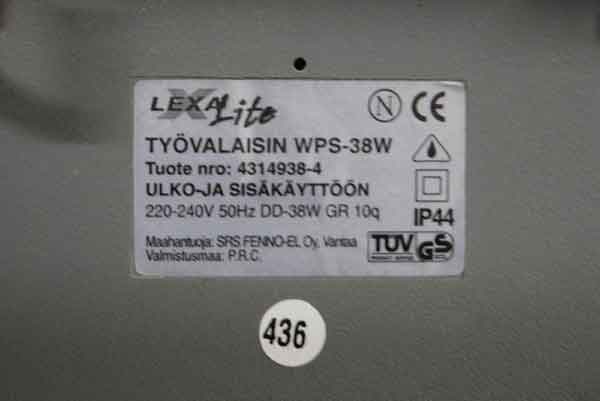 LEXA Lite
N CE
TYÖVALAISIN WPS-38W
Tuote nro: 4314938-4
ULKO-JA SISÄKÄYTTÖÖN
220-240V 50Hz DD-38W GR 10q
IP44
Maahantuoja: SRS FENNO-EL Oy, Vantaa
Valmistusmaa: P.R.C.
TUV GS
436